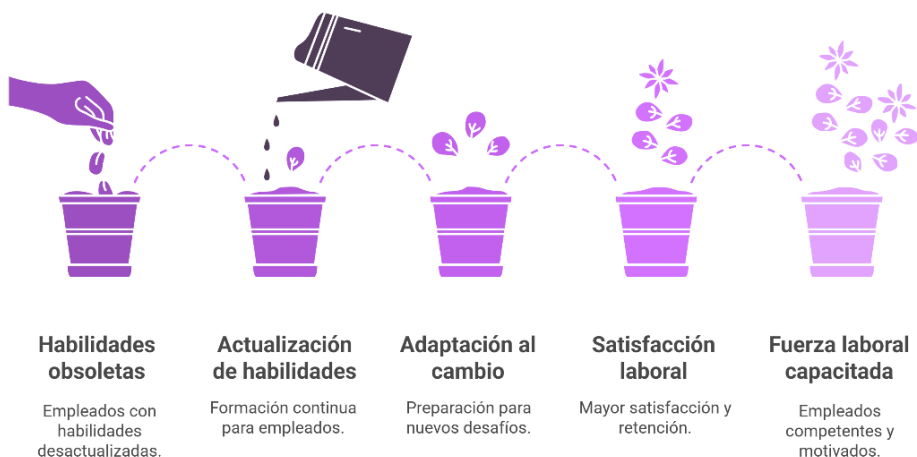 Habilidades
obsoletas
Empleados con
habilidades
desactualizadas.
Actualización
de habilidades
Formación continua
para empleados.
Adaptación al
cambio
Preparación para
nuevos desafíos.
Satisfacción
laboral
Mayor satisfacción y
retención.
Fuerza laboral
capacitada
Empleados
competentes y
motivados.